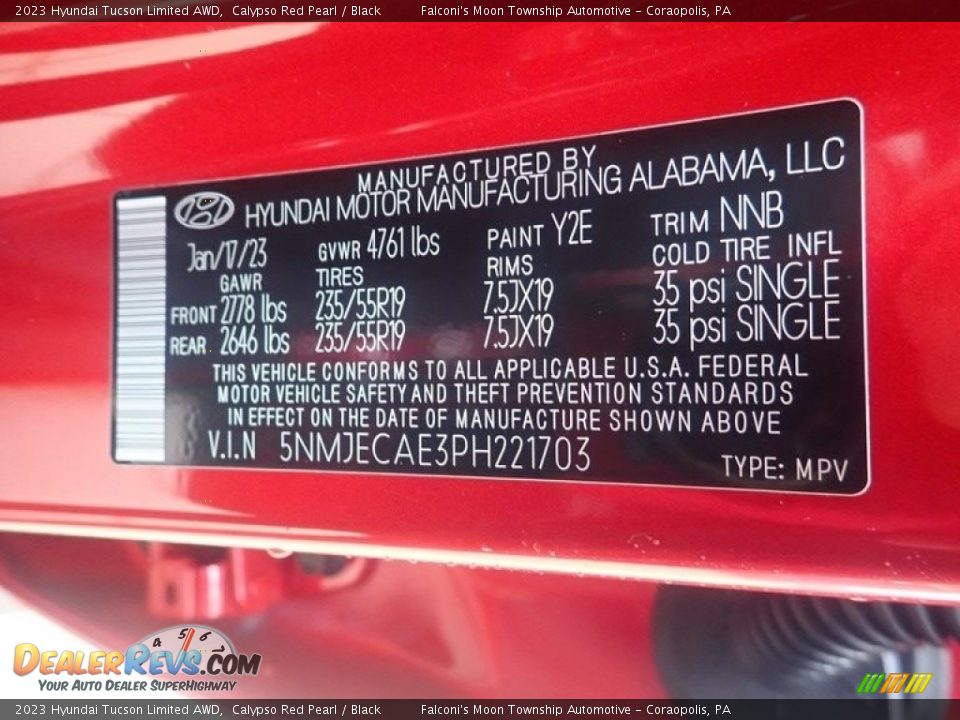 2023 Hyundai Tucson Limited AWD, Calypso Red Pearl / Black Falconi's Moon Township Automotive - Coraopolis, PA
MANUFACTURED BY
HYUNDAI MOTOR MANUFACTURING ALABAMA, LLC
Jan/17/23 GVWR 4761 lbs PAINT Y2E TRIM NNB
GAWR TIRES RIMS COLD TIRE INFL
FRONT 2778 lbs 235/55R19 7.5JX19 35 psi SINGLE
REAR 2646 lbs 235/55R19 7.5JX19 35 psi SINGLE
THIS VEHICLE CONFORMS TO ALL APPLICABLE U.S.A. FEDERAL
MOTOR VEHICLE SAFETY AND THEFT PREVENTION STANDARDS
IN EFFECT ON THE DATE OF MANUFACTURE SHOWN ABOVE
V.I.N 5NMJECAE3PH221703
TYPE: MPV
4 5 6
DEALERREVS.COM
YOUR AUTO DEALER SUPERHIGHWAY
2023 Hyundai Tucson Limited AWD, Calypso Red Pearl / Black Falconi's Moon Township Automotive - Coraopolis, PA